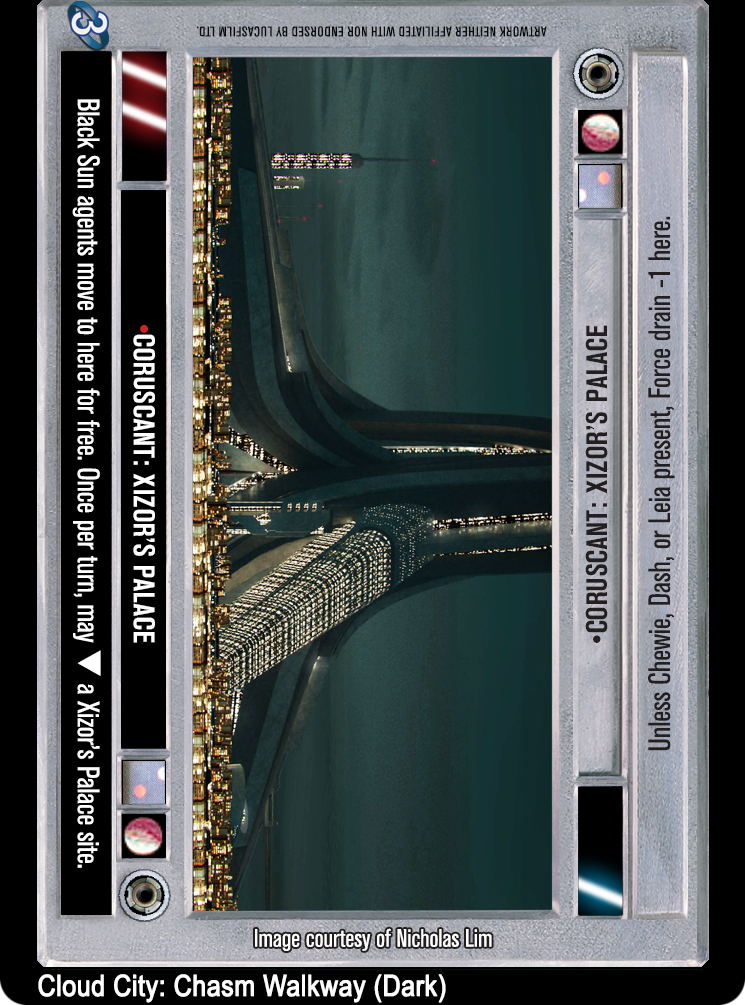 ARTWORK NEITHER AFFILIATED WITH NOR ENDORSED BY LUCASFILM LTD.
3
Black Sun agents move to here for free. Once per turn, may ▼ a Xizor's Palace site.
•CORUSCANT: XIZOR'S PALACE
•CORUSCANT: XIZOR'S PALACE
Unless Chewie, Dash, or Leia present, Force drain -1 here.
Image courtesy of Nicholas Lim
Cloud City: Chasm Walkway (Dark)